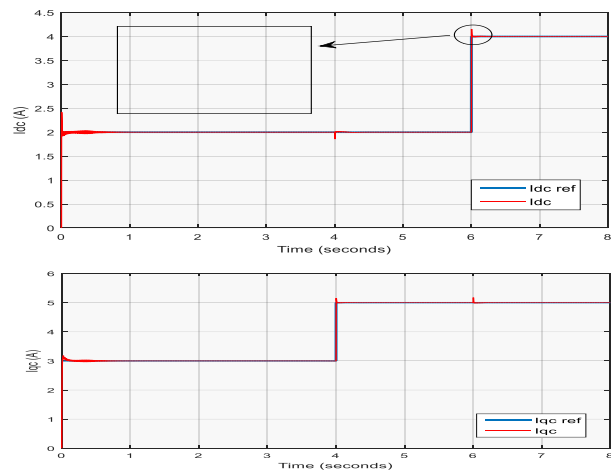 4.5
4
3.5
3
2.5
2
1.5
1
0.5
0
Idc (A)
Idc ref
Idc
0 1 2 3 4 5 6 7 8
Time (seconds)
6
5
4
3
2
1
0
Iqc (A)
Iqc ref
Iqc
0 1 2 3 4 5 6 7 8
Time (seconds)